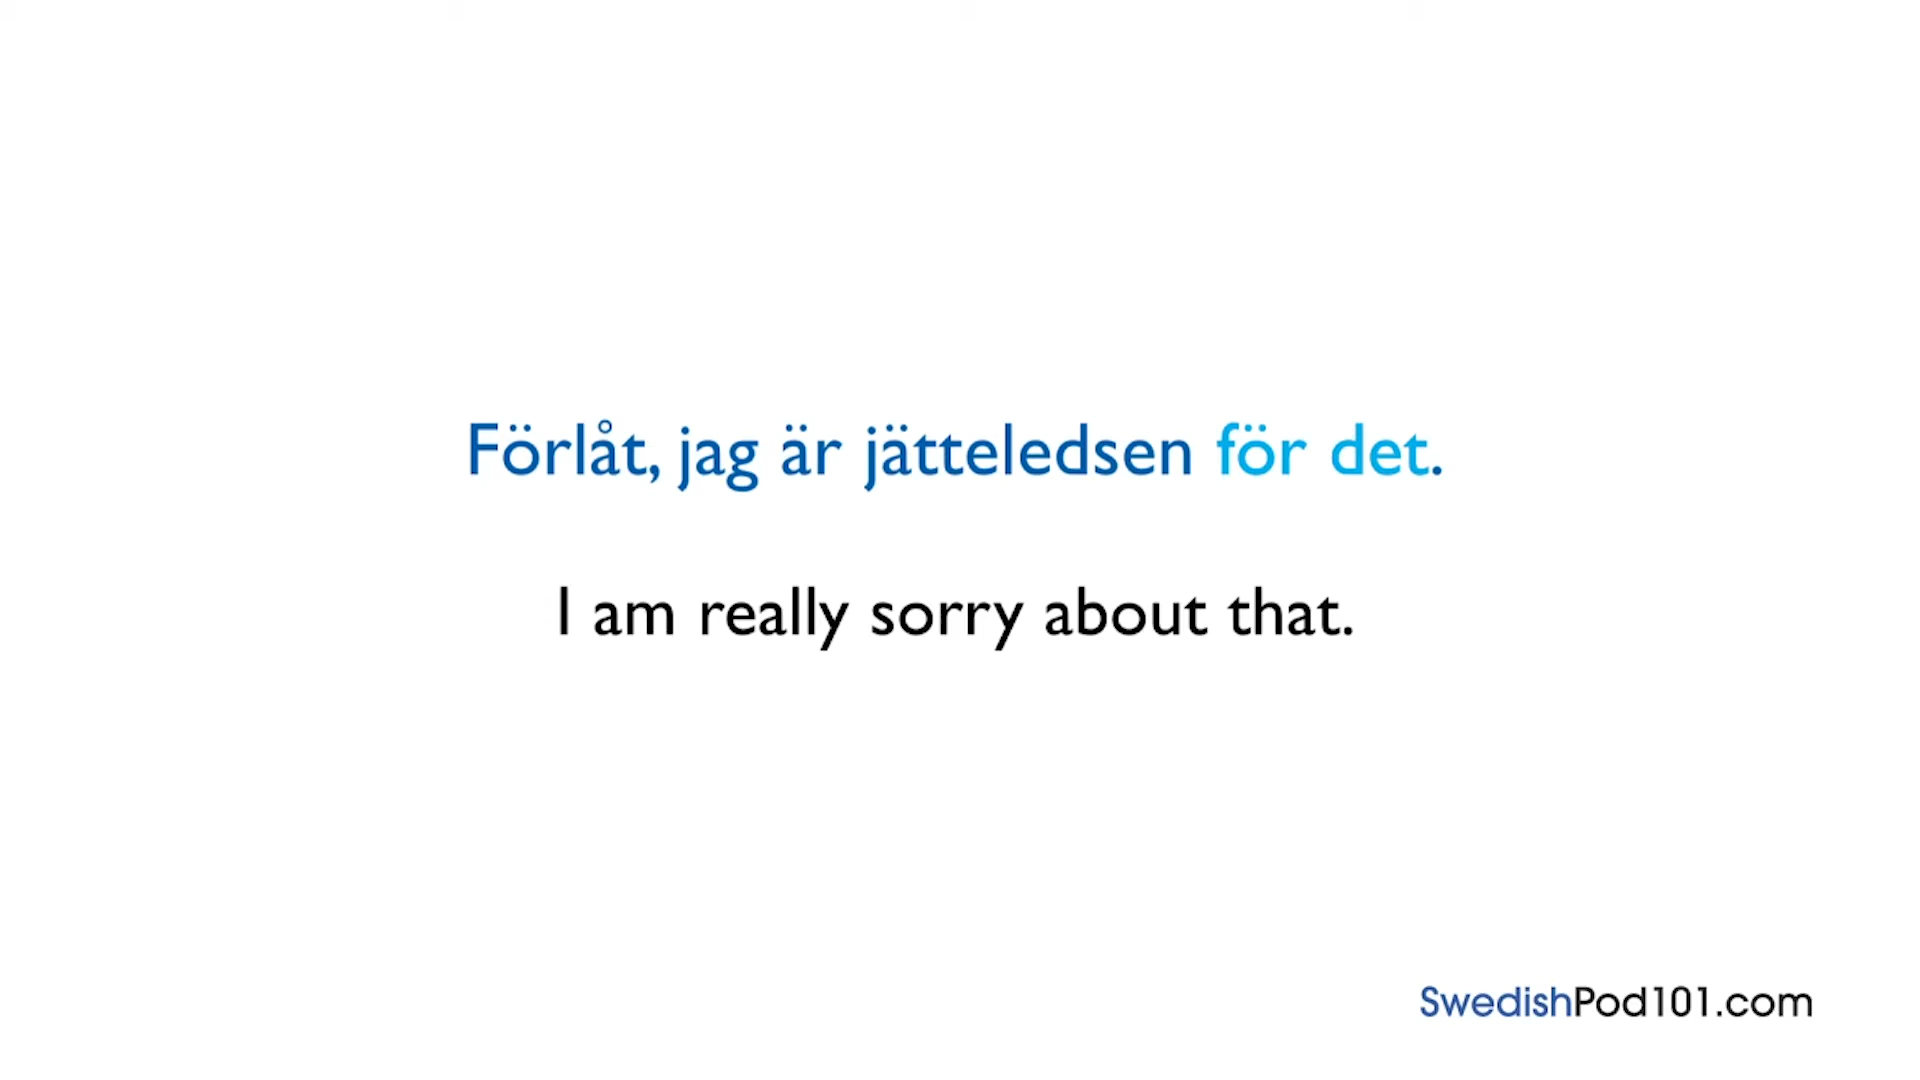 Förlåt, jag är jätteledsen för det.
I am really sorry about that.
SwedishPod101.com